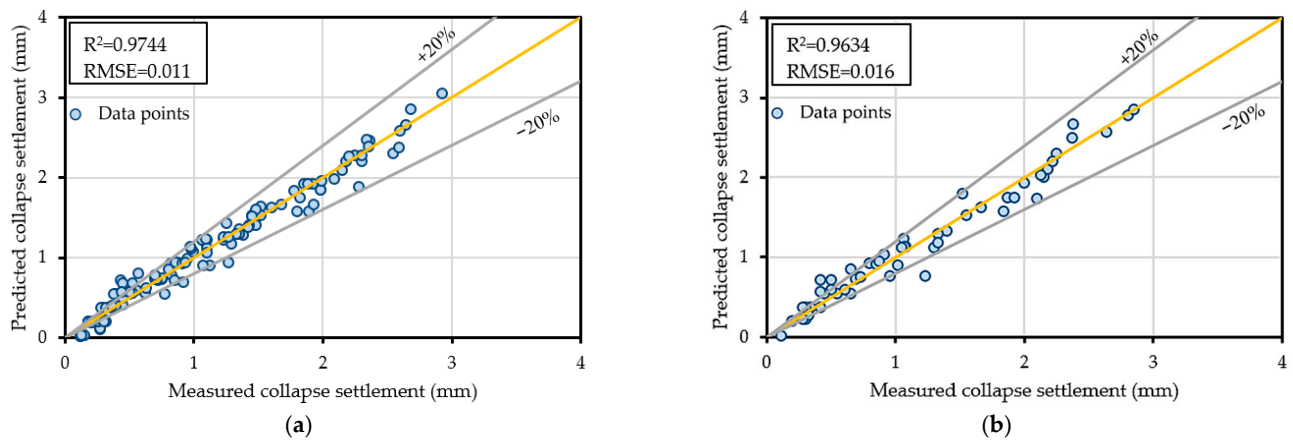 4
3
2
1
0
Predicted collapse settlement (mm)
R²=0.9744
RMSE=0.011
Data points
+20%
−20%
0 1 2 3 4
Measured collapse settlement (mm)
(a)
4
3
2
1
0
Predicted collapse settlement (mm)
R²=0.9634
RMSE=0.016
Data points
+20%
−20%
0 1 2 3 4
Measured collapse settlement (mm)
(b)